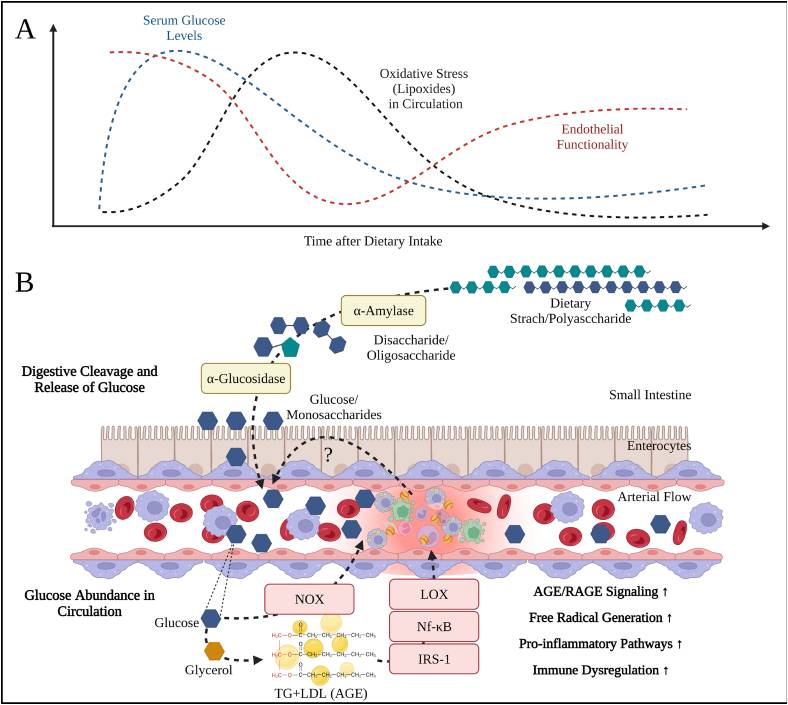 A
Serum Glucose
Levels
Oxidative Stress
(Lipoxides)
in Circulation
Endothelial
Functionality
Time after Dietary Intake
B
α-Amylase
Dietary
Strach/Polyaccharide
Disaccharide/
Oligosaccharide
Digestive Cleavage and
Release of Glucose
α-Glucosidase
Glucose/
Monosaccharides
Small Intestine
Enterocytes
?
Arterial Flow
Glucose Abundance in
Circulation
NOX
LOX
AGE/RAGE Signaling ↑
Glucose
Nf-κB
Free Radical Generation ↑
Pro-inflammatory Pathways ↑
IRS-1
Glycerol
Immune Dysregulation ↑
TG+LDL (AGE)